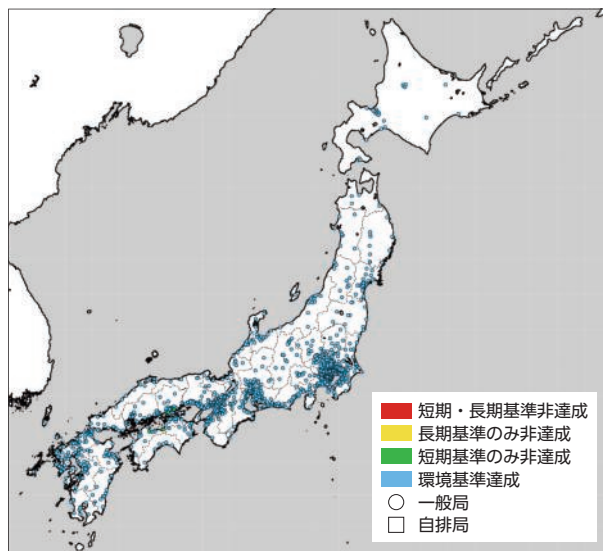 短期・長期基準非達成
長期基準のみ非達成
短期基準のみ非達成
環境基準達成
一般局
自排局